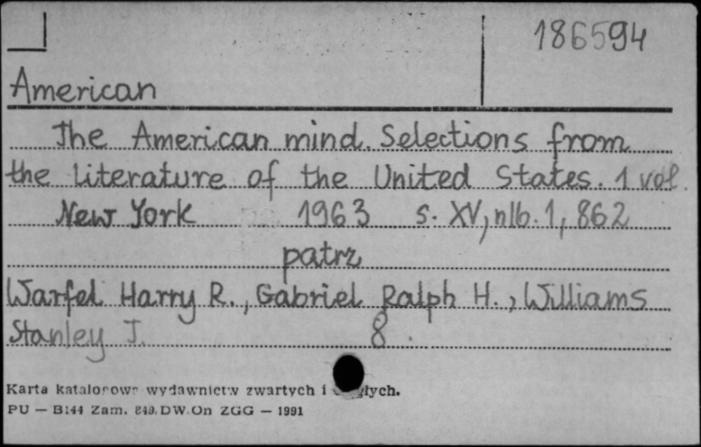 186594
American
The American mind. Selections from
the literature of the United States. 1 vol.
New York 1963 s. XV, nlb. 1, 862
patrz
Warfel Harry R., Gabriel Ralph H., Williams
Stanley J. 8.
Karta katalogowa wydawnictw zwartych i
PU — B144 Zam. 840. DW.On ZGG — 1991